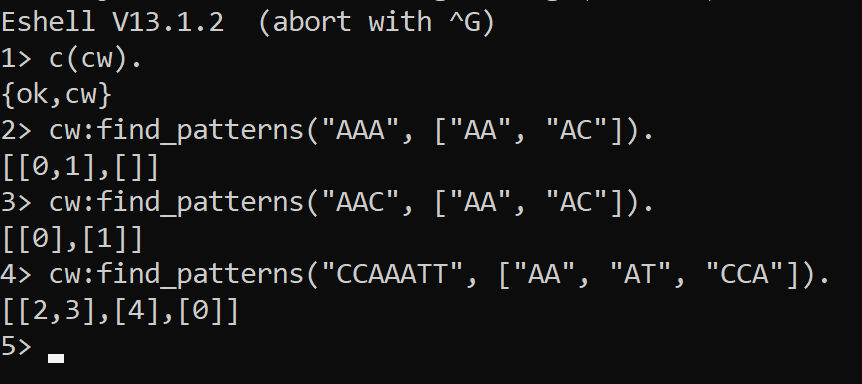 Eshell V13.1.2  (abort with ^G)
1> c(cw).
{ok,cw}
2> cw:find_patterns("AAA", ["AA", "AC"]).
[[0,1],[]]
3> cw:find_patterns("AAC", ["AA", "AC"]).
[[0],[1]]
4> cw:find_patterns("CCAAATT", ["AA", "AT", "CCA"]).
[[2,3],[4],[0]]
5>